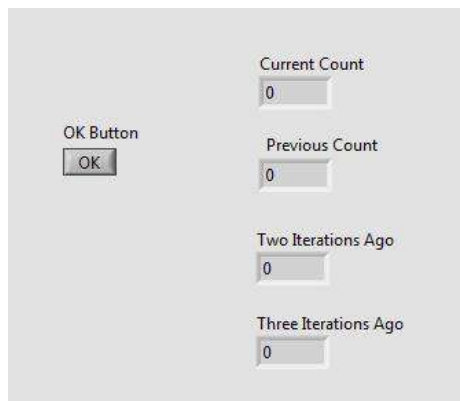 Current Count
0
OK Button
OK
Previous Count
0
Two Iterations Ago
0
Three Iterations Ago
0